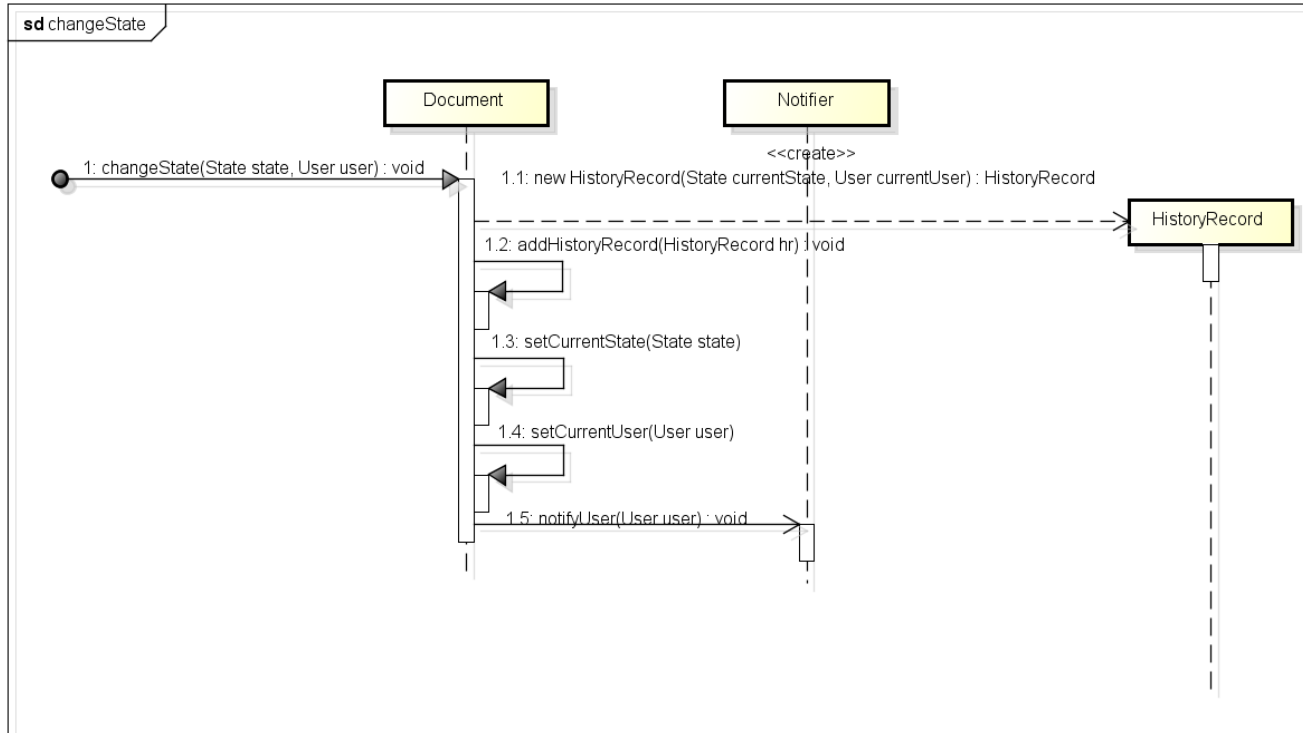 sd changeState
Document
Notifier
<<create>>
1: changeState(State state, User user) : void
1.1: new HistoryRecord(State currentState, User currentUser) : HistoryRecord
HistoryRecord
1.2: addHistoryRecord(HistoryRecord hr) : void
1.3: setCurrentState(State state)
1.4: setCurrentUser(User user)
1.5: notifyUser(User user) : void